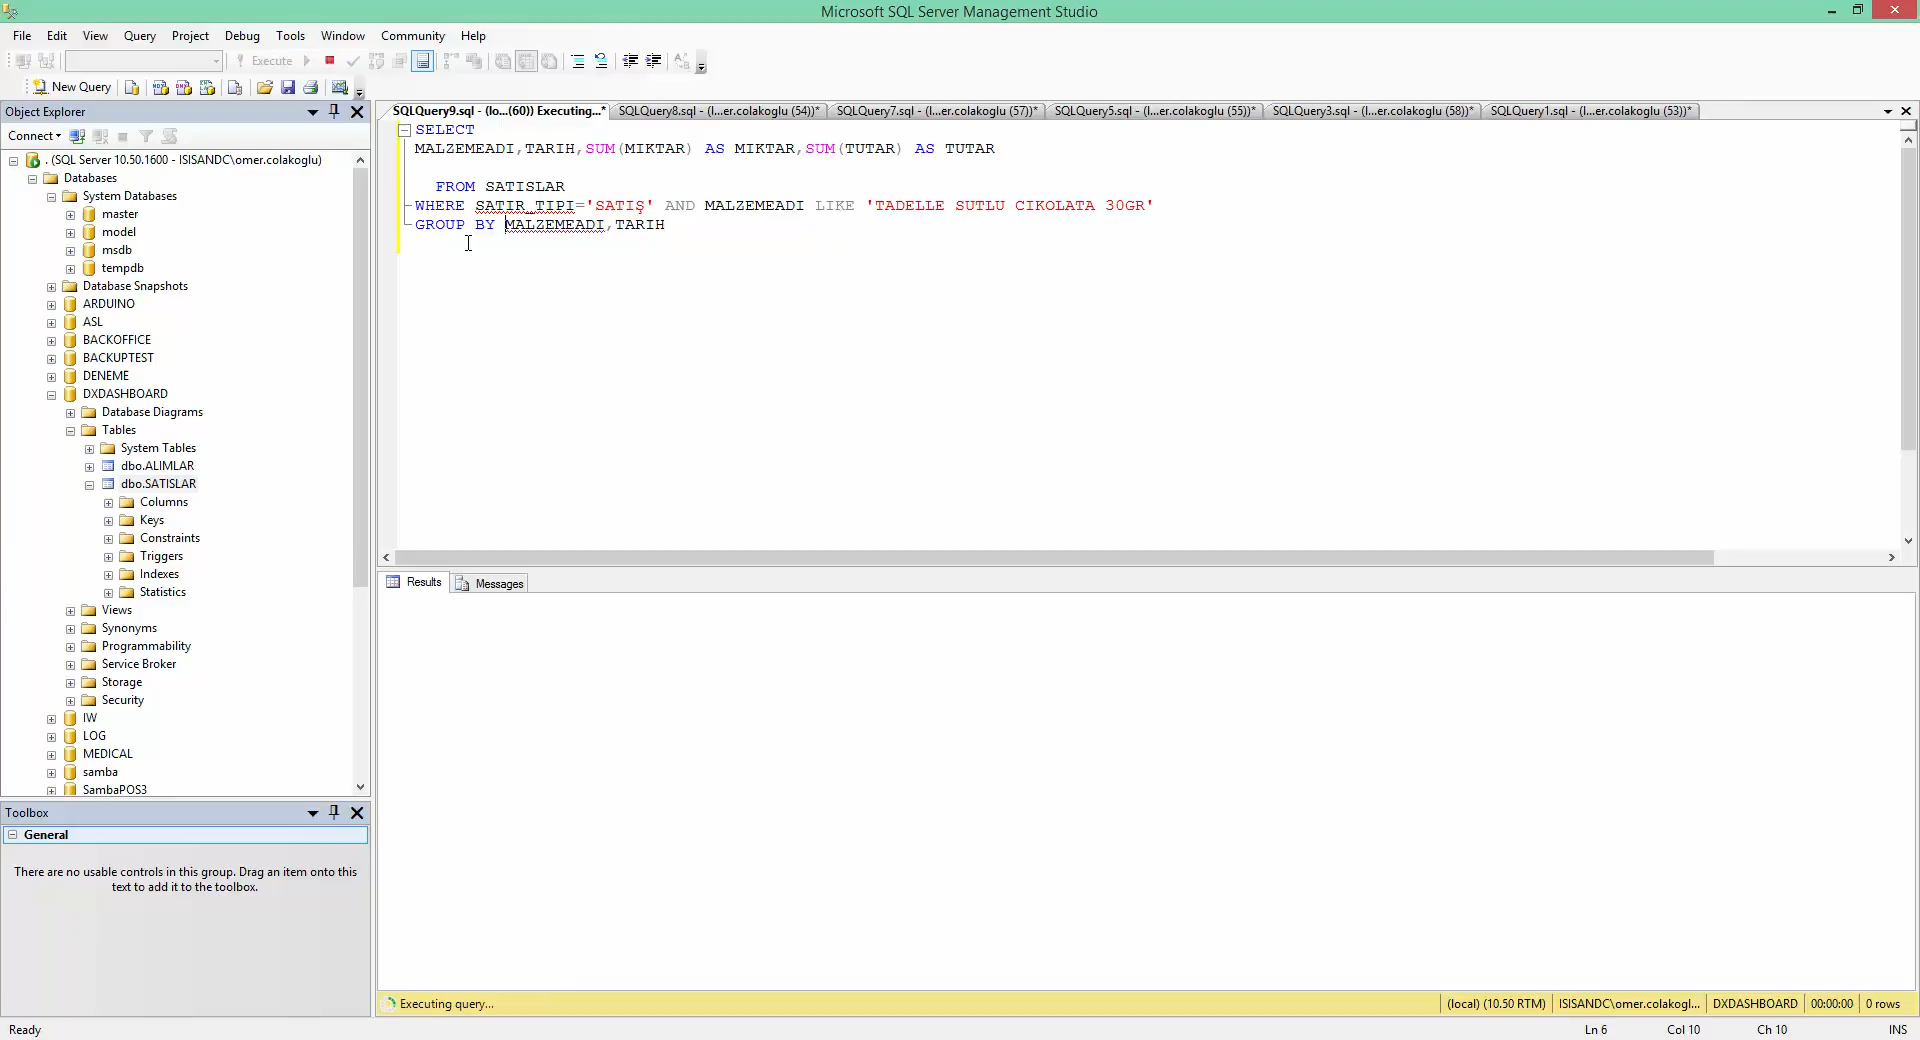 Microsoft SQL Server Management Studio
File Edit View Query Project Debug Tools Window Community Help
Execute
New Query
Object Explorer
Connect
. (SQL Server 10.50.1600 - ISISANDC\omer.colakoglu)
Databases
System Databases
master
model
msdb
tempdb
Database Snapshots
ARDUINO
ASL
BACKOFFICE
BACKUPTEST
DENEME
DXDASHBOARD
Database Diagrams
Tables
System Tables
dbo.ALIMLAR
dbo.SATISLAR
Columns
Keys
Constraints
Triggers
Indexes
Statistics
Views
Synonyms
Programmability
Service Broker
Storage
Security
IW
LOG
MEDICAL
samba
SambaPOS3
Toolbox
General
There are no usable controls in this group. Drag an item onto this
text to add it to the toolbox.
SQLQuery9.sql - (lo...(60)) Executing...* SQLQuery8.sql - (l...er.colakoglu (54))* SQLQuery7.sql - (l...er.colakoglu (57))* SQLQuery5.sql - (l...er.colakoglu (55))* SQLQuery3.sql - (l...er.colakoglu (58))* SQLQuery1.sql - (l...er.colakoglu (53))*
SELECT
MALZEMEADI,TARIH,SUM(MIKTAR) AS MIKTAR,SUM(TUTAR) AS TUTAR
FROM SATISLAR
WHERE SATIR_TIPI='SATIŞ' AND MALZEMEADI LIKE 'TADELLE SUTLU CIKOLATA 30GR'
GROUP BY MALZEMEADI,TARIH
Results Messages
Executing query... (local) (10.50 RTM) ISISANDC\omer.colakogl... DXDASHBOARD 00:00:00 0 rows
Ready Ln 6 Col 10 Ch 10 INS